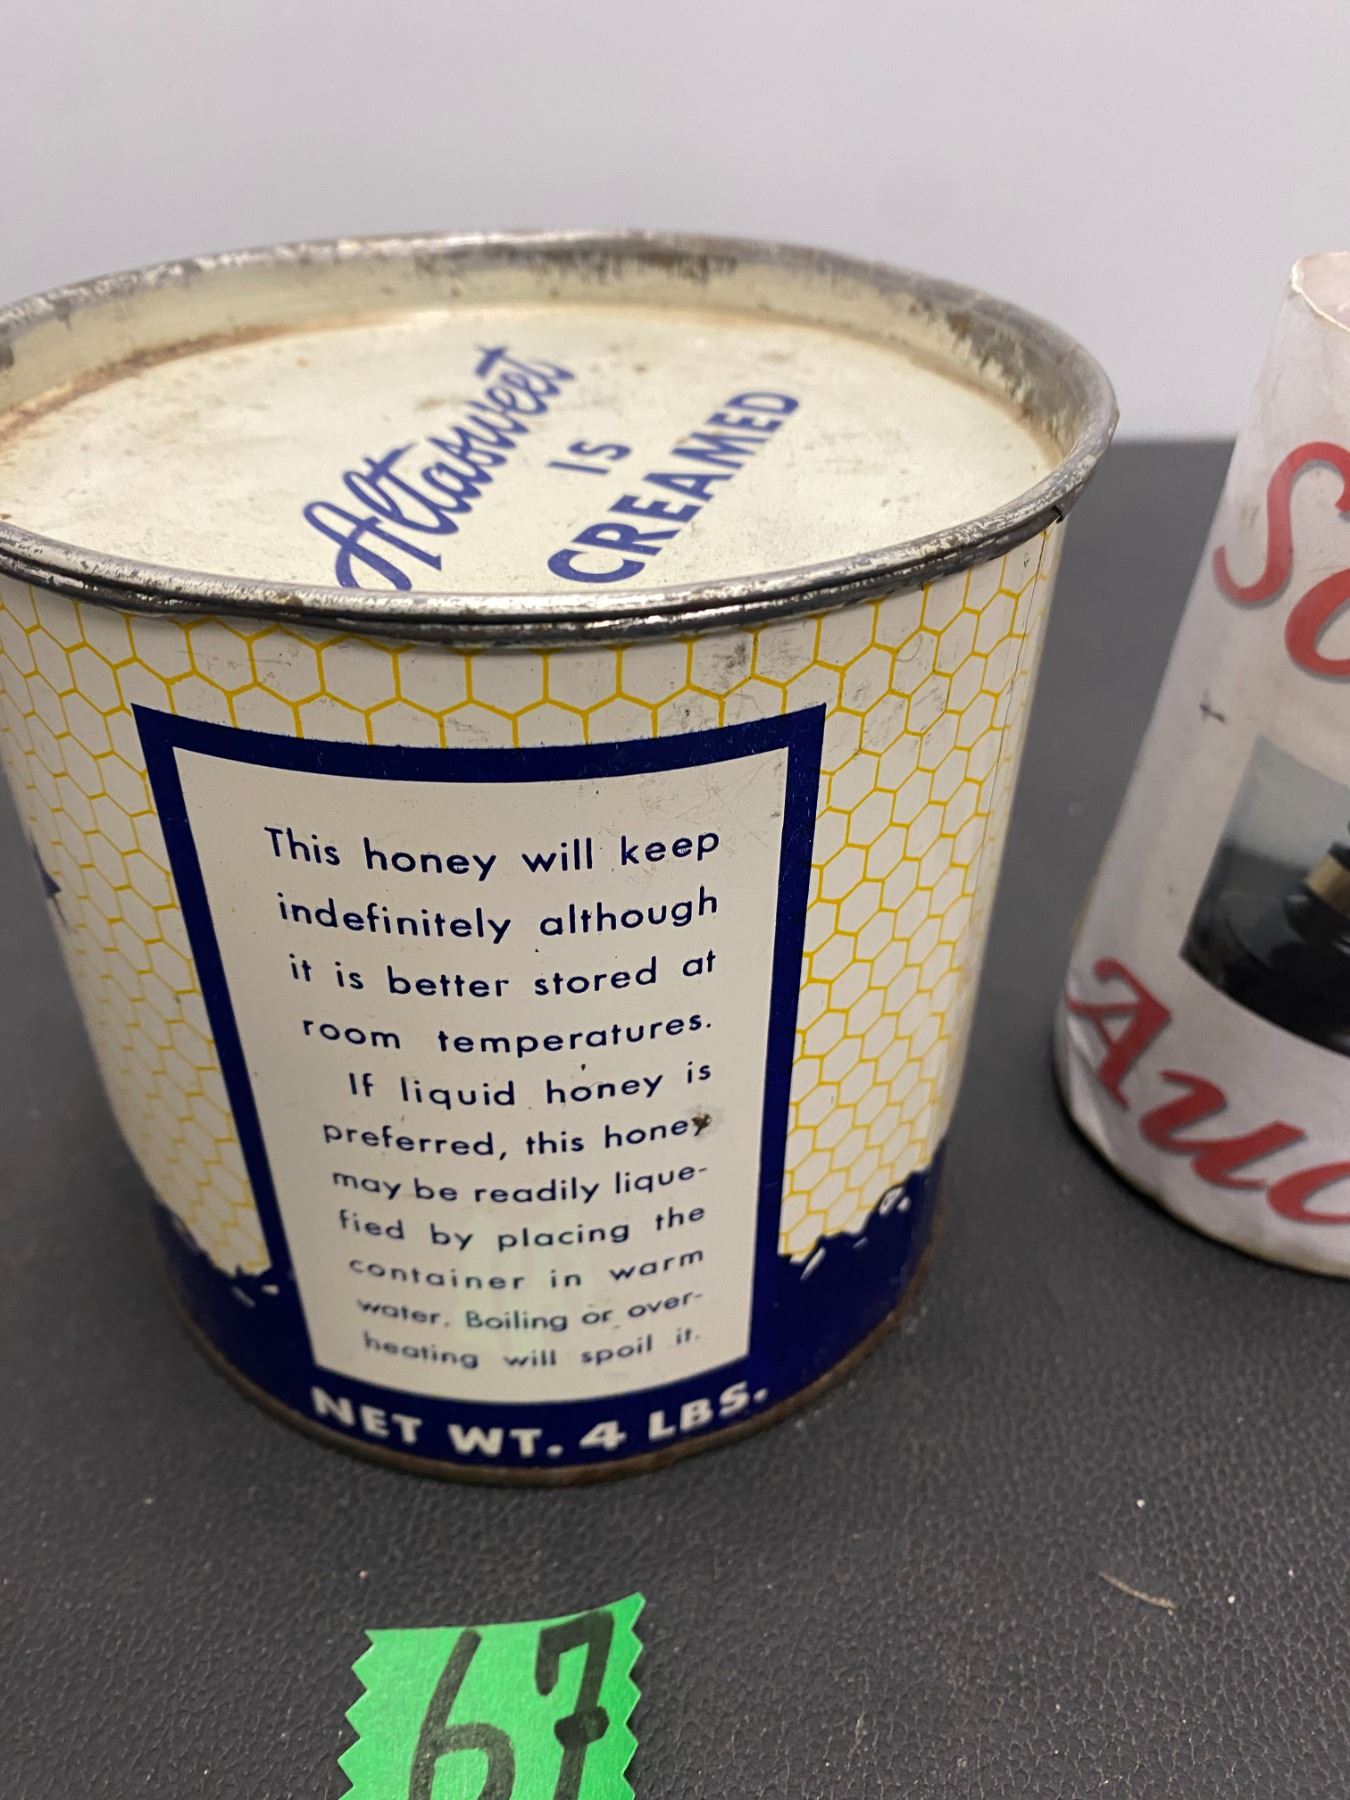 Altasweet
IS
CREAMED
This honey will keep
indefinitely although
it is better stored at
room temperatures.
If liquid honey is
preferred, this honey
may be readily lique-
fied by placing the
container in warm
water. Boiling or over-
heating will spoil it.
NET WT. 4 LBS.
67